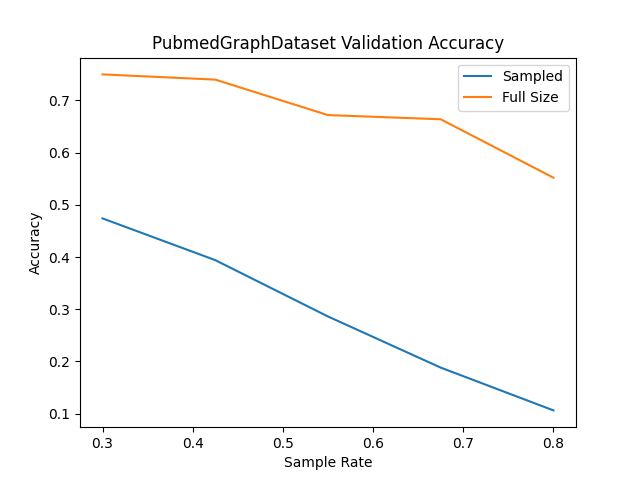 PubmedGraphDataset Validation Accuracy
Sampled
Full Size
Accuracy
0.7
0.6
0.5
0.4
0.3
0.2
0.1
0.3 0.4 0.5 0.6 0.7 0.8
Sample Rate